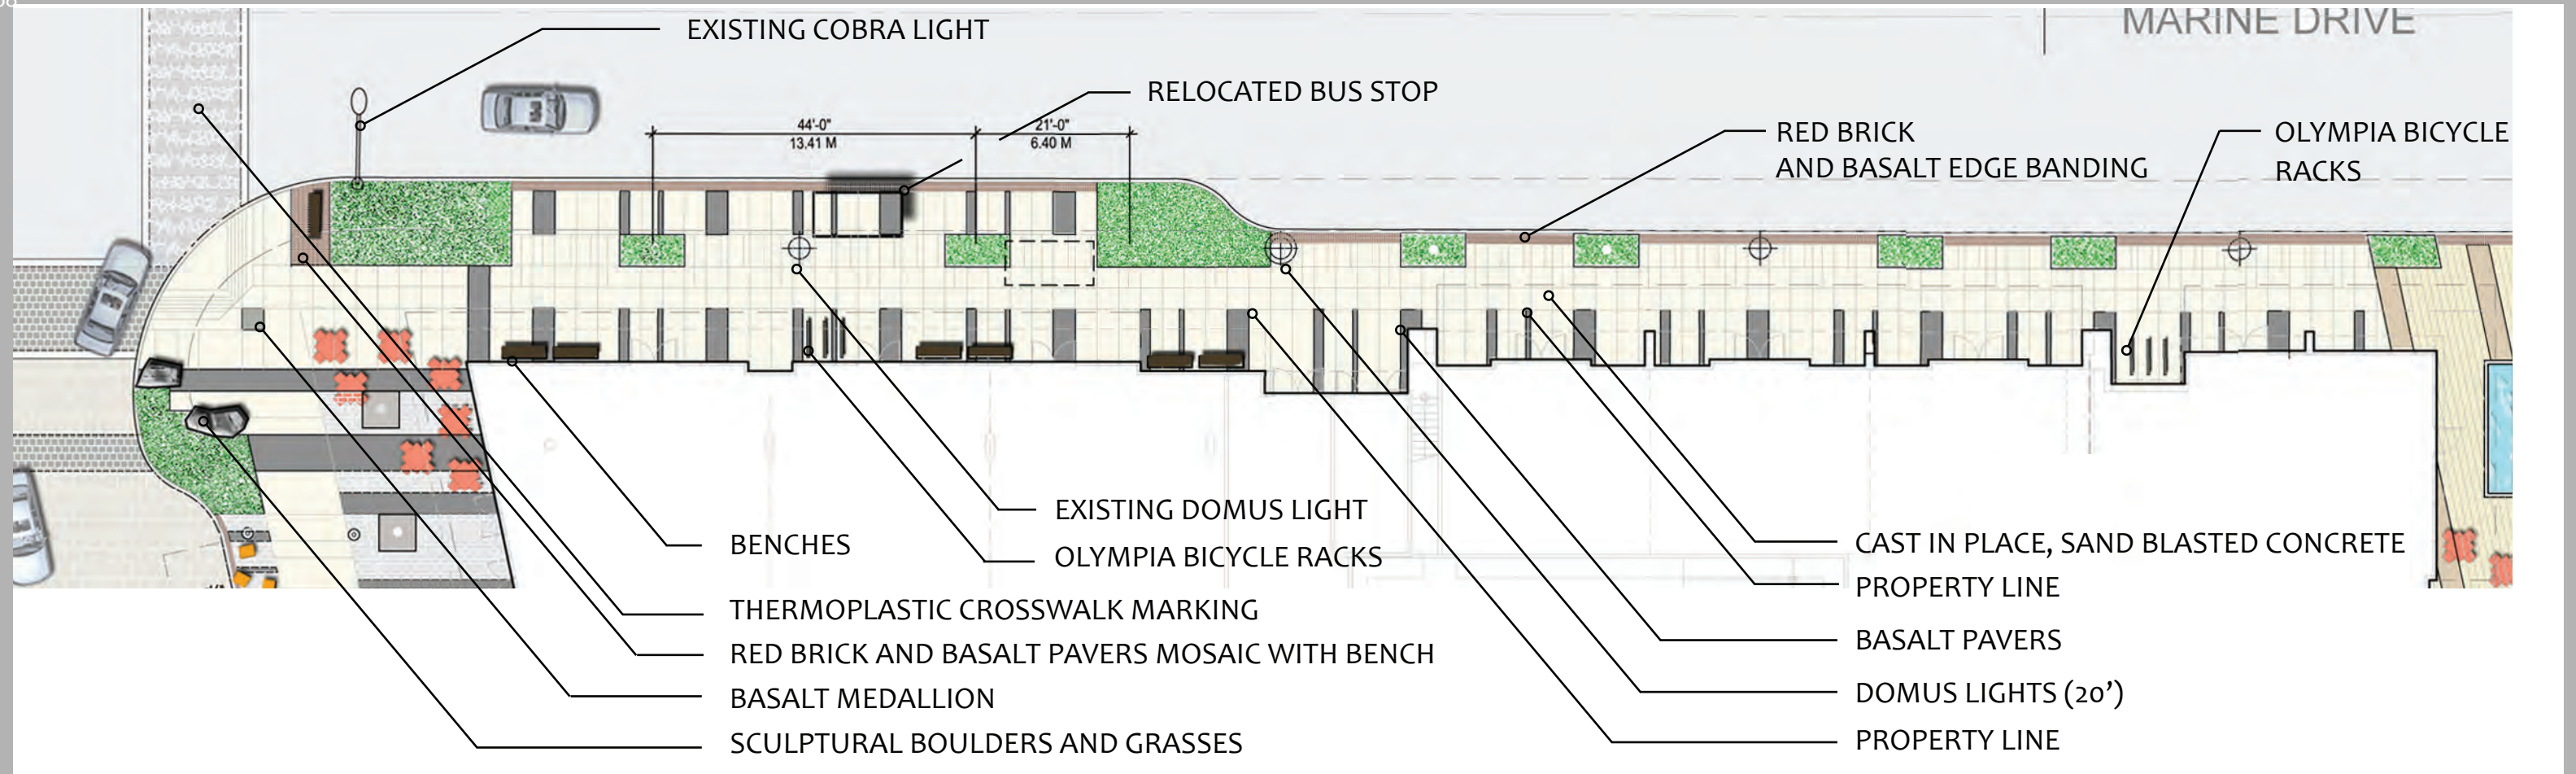 MARINE DRIVE
EXISTING COBRA LIGHT
RELOCATED BUS STOP
44'-0"
13.41 M
21'-0"
6.40 M
RED BRICK
AND BASALT EDGE BANDING
OLYMPIA BICYCLE
RACKS
EXISTING DOMUS LIGHT
OLYMPIA BICYCLE RACKS
BENCHES
THERMOPLASTIC CROSSWALK MARKING
RED BRICK AND BASALT PAVERS MOSAIC WITH BENCH
BASALT MEDALLION
SCULPTURAL BOULDERS AND GRASSES
CAST IN PLACE, SAND BLASTED CONCRETE
PROPERTY LINE
BASALT PAVERS
DOMUS LIGHTS (20’)
PROPERTY LINE